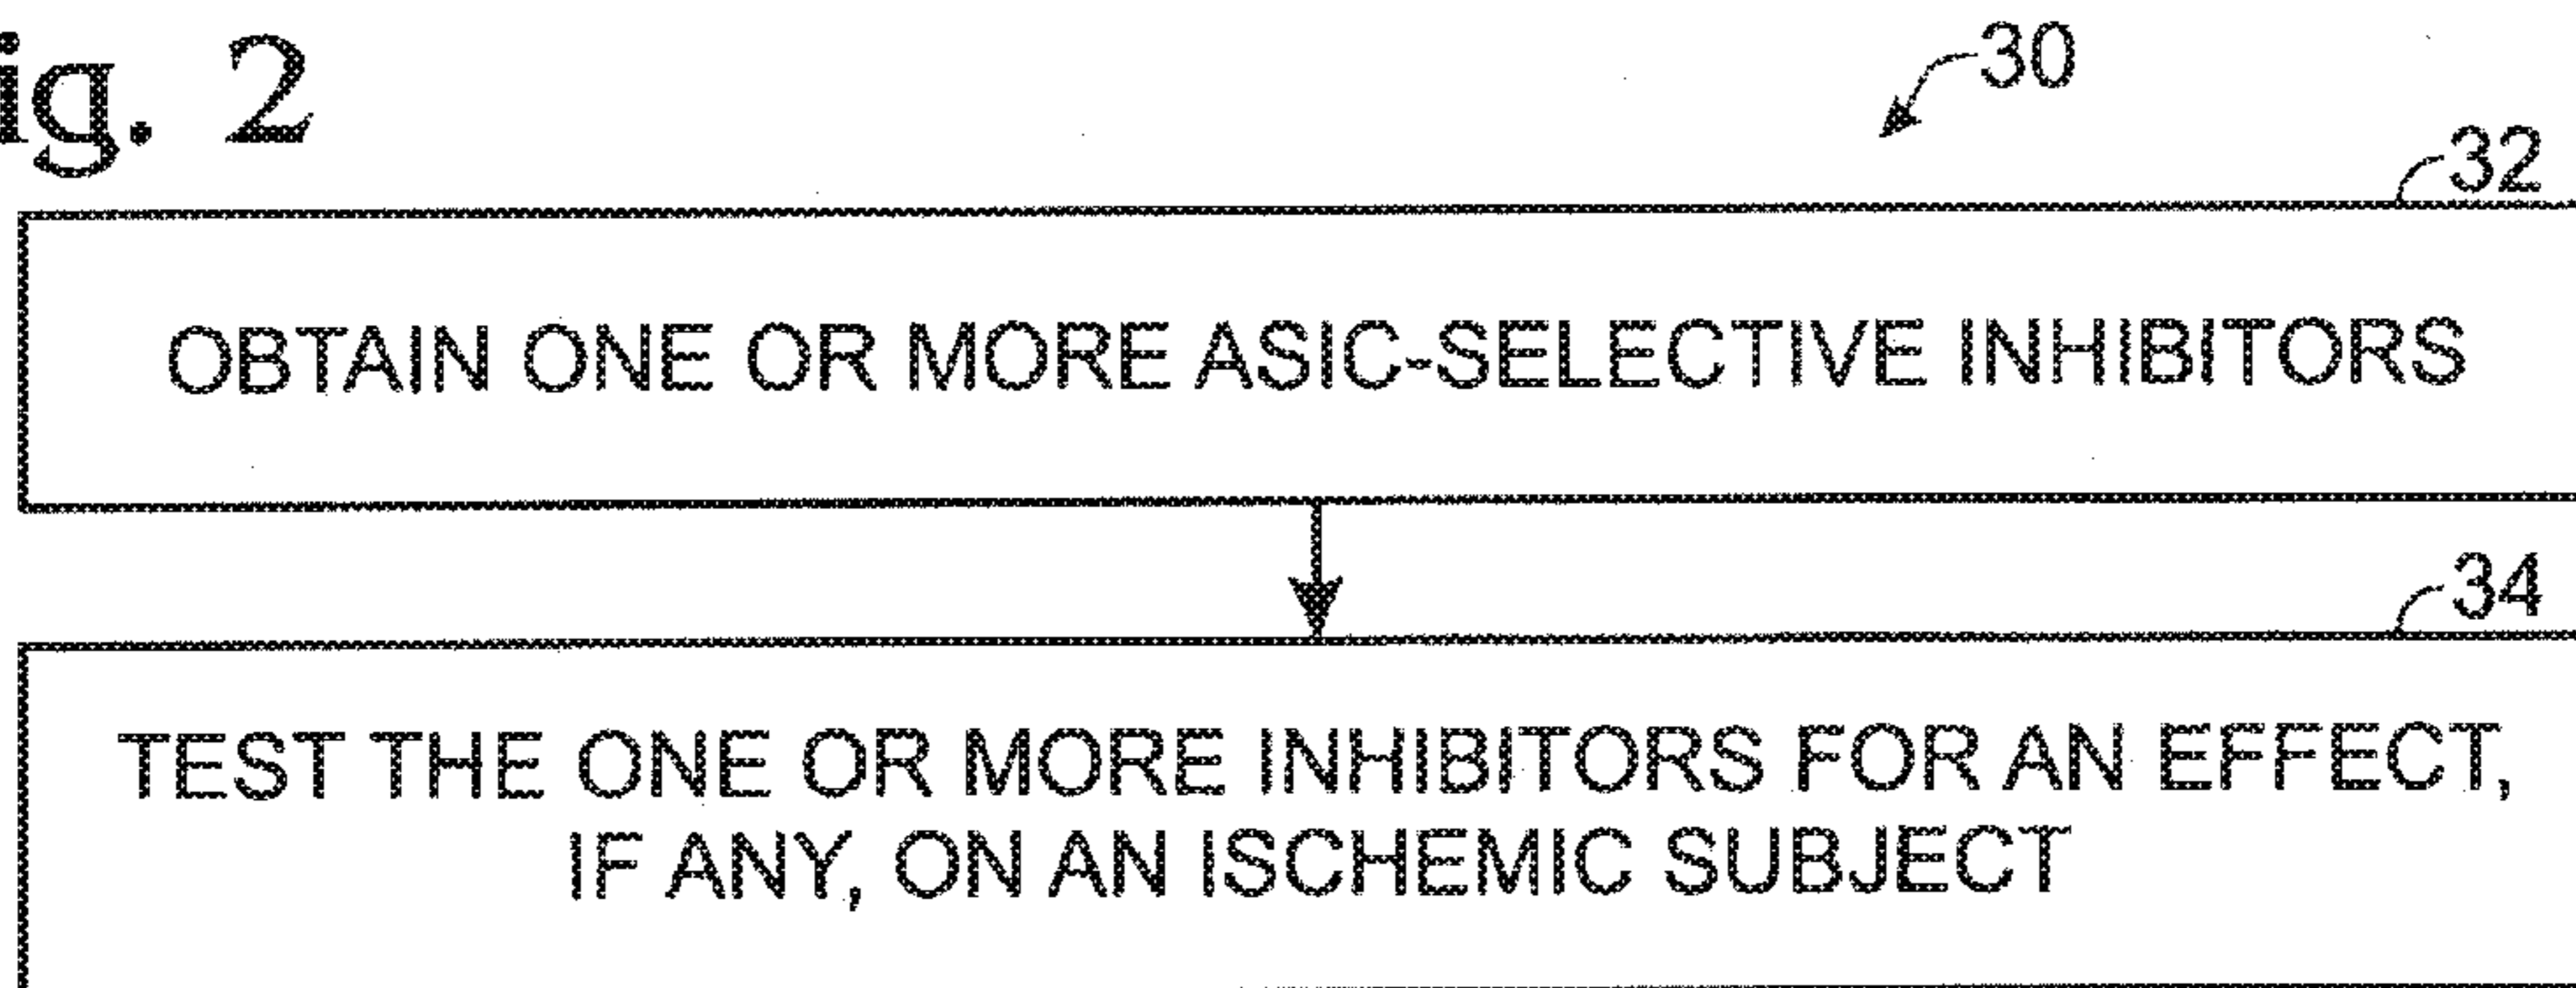 ig. 2
30
32
OBTAIN ONE OR MORE ASIC-SELECTIVE INHIBITORS
34
TEST THE ONE OR MORE INHIBITORS FOR AN EFFECT,
IF ANY, ON AN ISCHEMIC SUBJECT